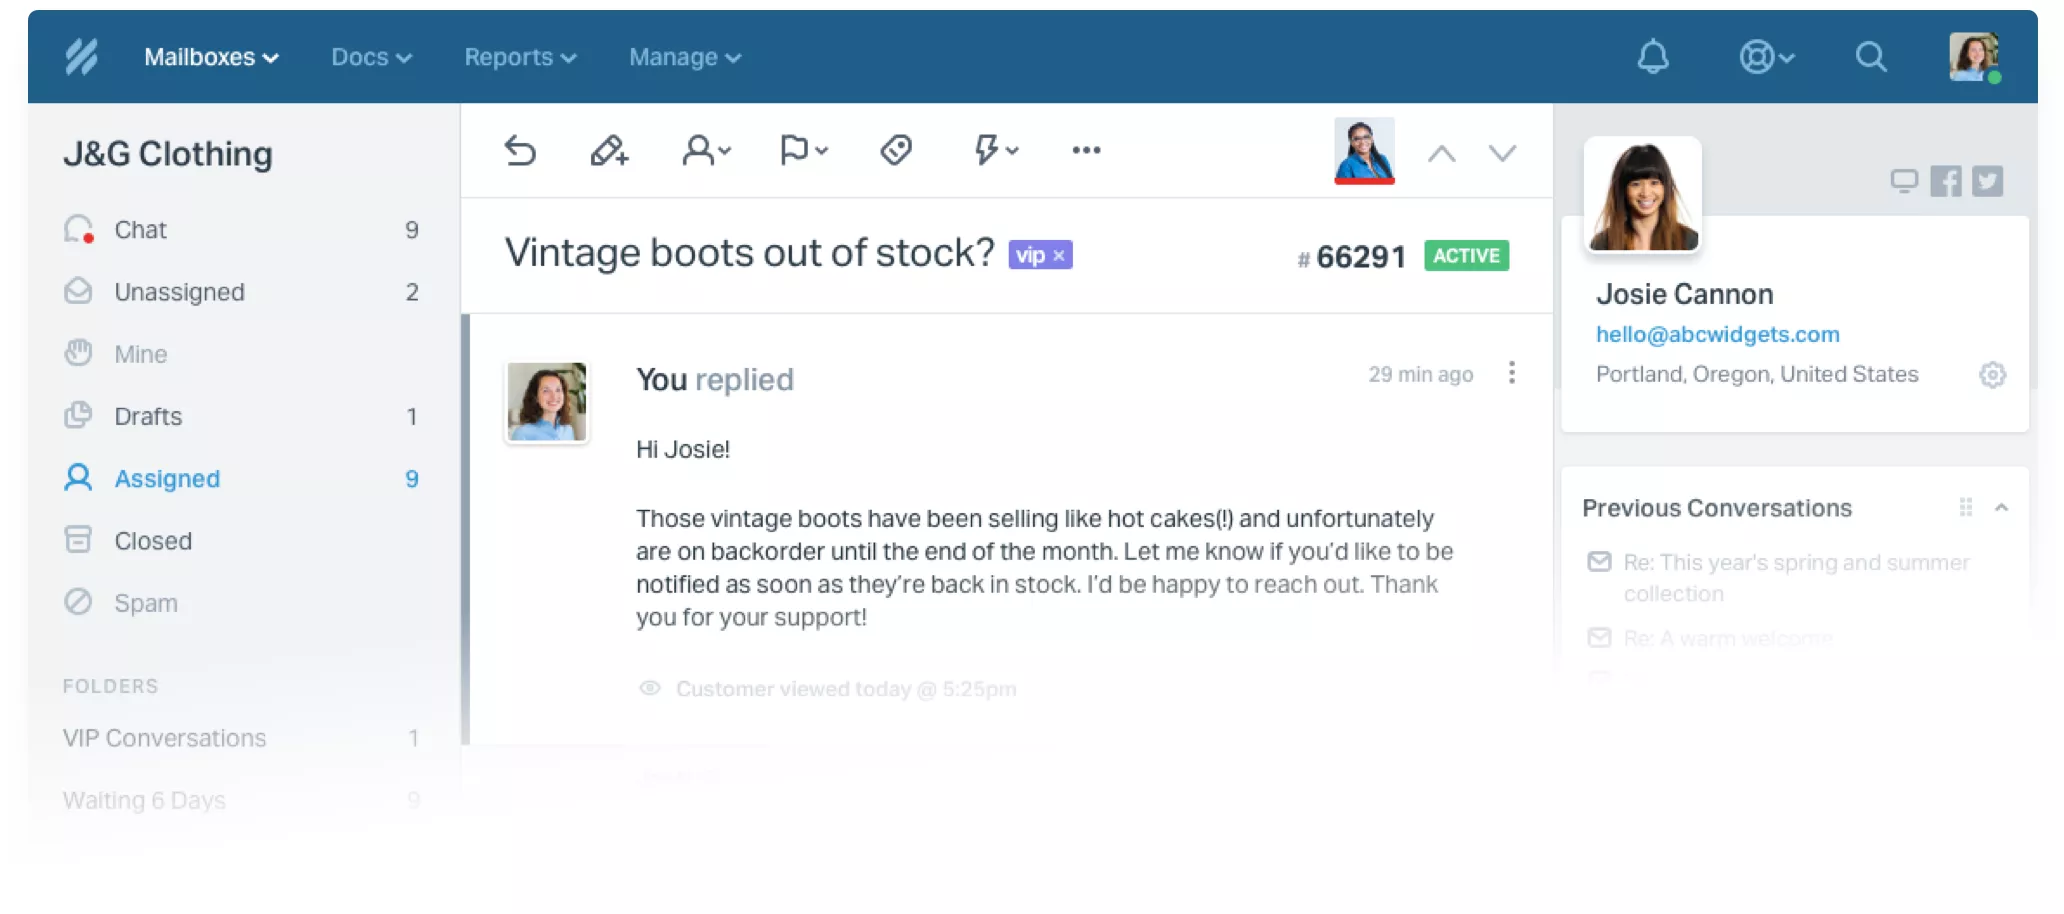 Mailboxes Docs Reports Manage
J&G Clothing
Chat 9
Unassigned 2
Mine
Drafts 1
Assigned 9
Closed
Spam
FOLDERS
VIP Conversations 1
Waiting 6 Days 9
Vintage boots out of stock? vip × # 66291 ACTIVE
You replied 29 min ago
Hi Josie!
Those vintage boots have been selling like hot cakes(!) and unfortunately
are on backorder until the end of the month. Let me know if you’d like to be
notified as soon as they’re back in stock. I’d be happy to reach out. Thank
you for your support!
Customer viewed today @ 5:25pm
Josie Cannon
hello@abcwidgets.com
Portland, Oregon, United States
Previous Conversations
Re: This year's spring and summer
collection
Re: A warm welcome